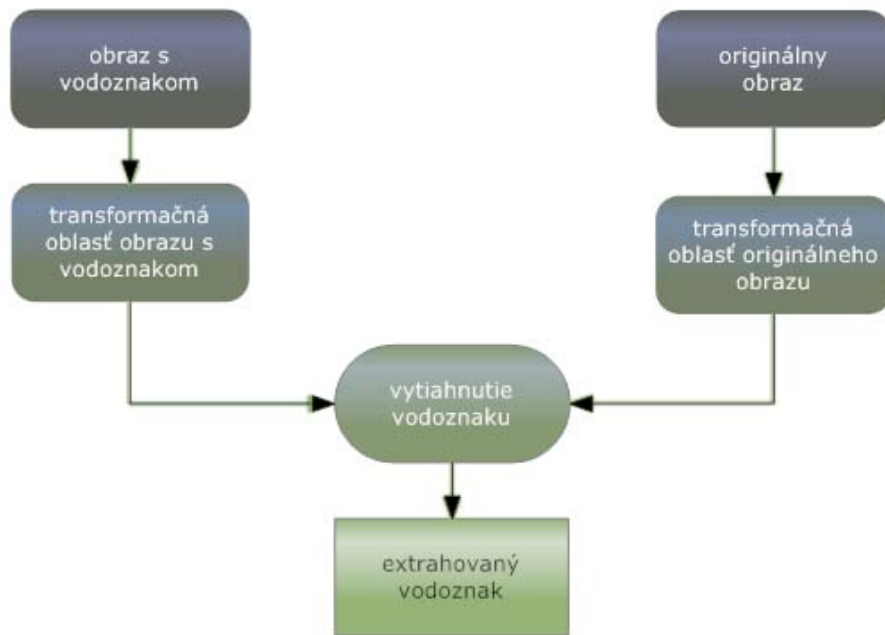 obraz s
vodoznakom
originálny
obraz
transformačná
oblasť obrazu s
vodoznakom
transformačná
oblasť originálneho
obrazu
vytiahnutie
vodoznaku
extrahovaný
vodoznak